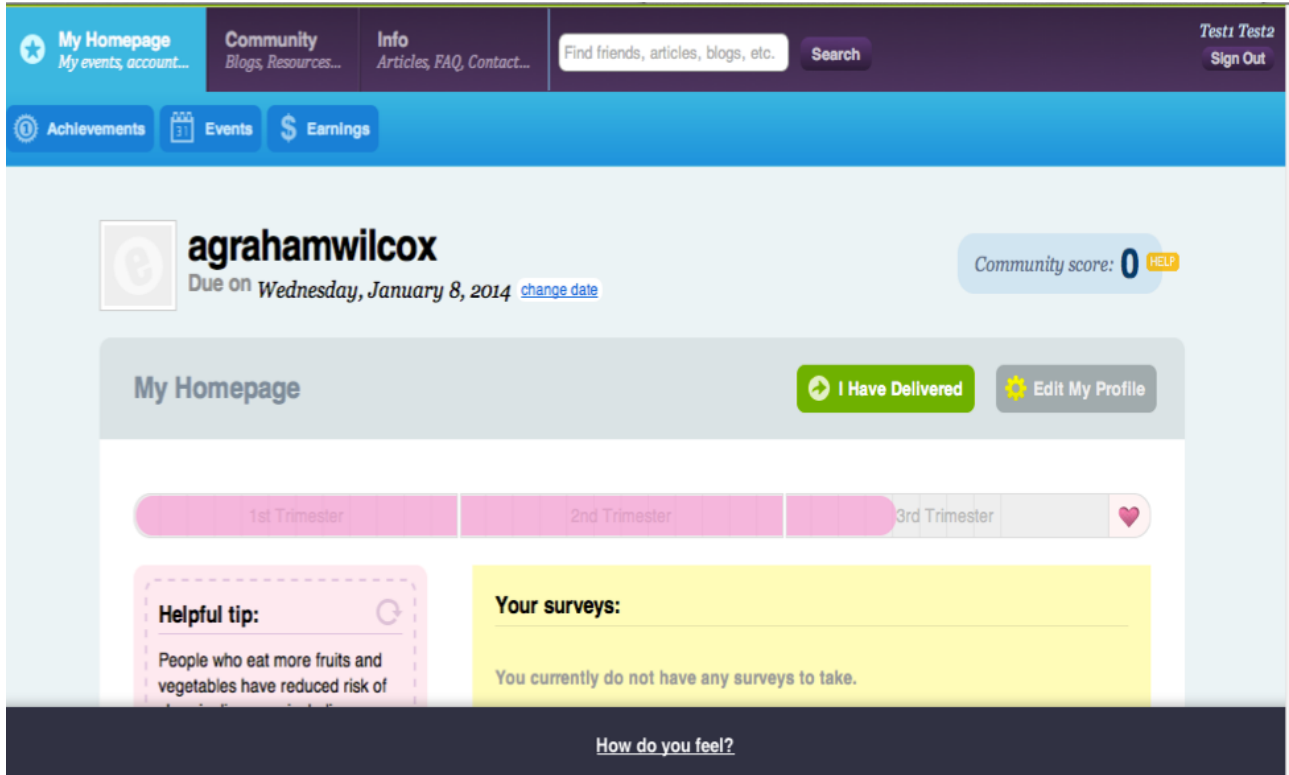 My Homepage
My events, account...
Community
Blogs, Resources...
Info
Articles, FAQ, Contact...
Find friends, articles, blogs, etc.
Search
Test1 Test2
Sign Out
Achievements
31 Events
$ Earnings
agrahamwilcox
Due on Wednesday, January 8, 2014 change date
Community score: 0 HELP
My Homepage
I Have Delivered
Edit My Profile
1st Trimester
2nd Trimester
3rd Trimester
Helpful tip:
People who eat more fruits and
vegetables have reduced risk of
Your surveys:
You currently do not have any surveys to take.
How do you feel?